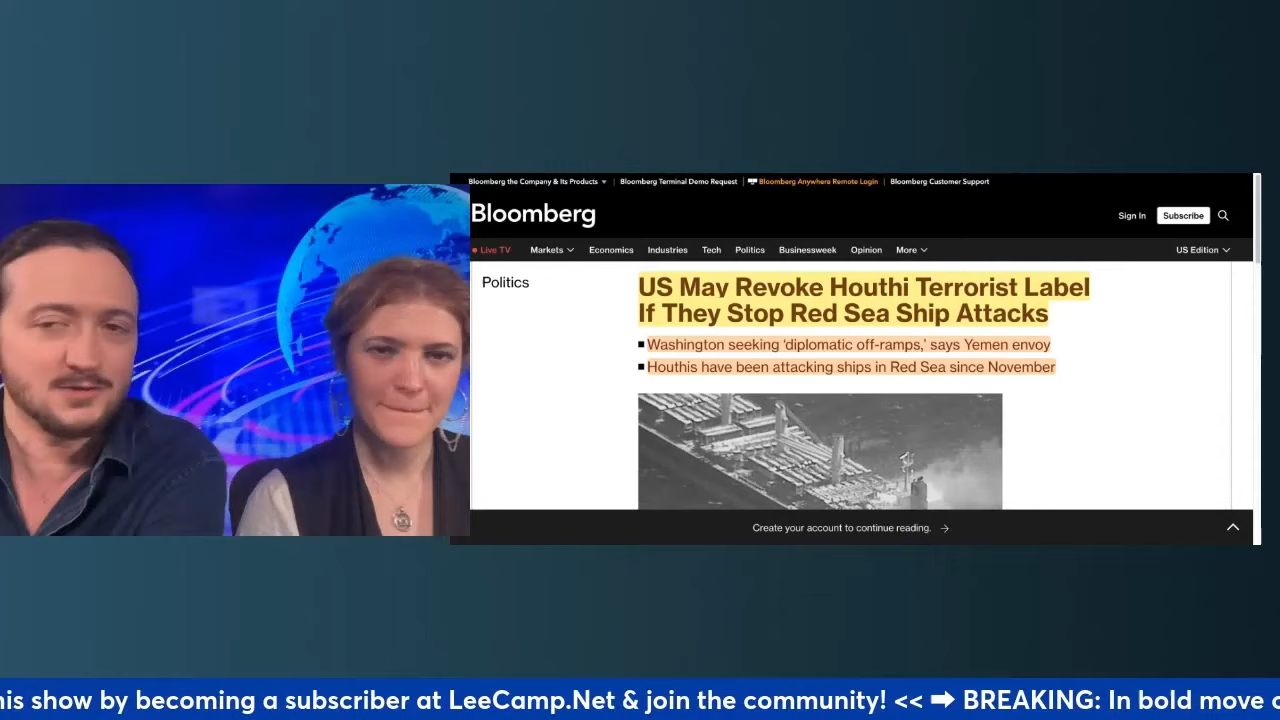 Bloomberg the Company & Its Products
Bloomberg Terminal Demo Request
Bloomberg Anywhere Remote Login
Bloomberg Customer Support
Bloomberg
Sign In
Subscribe
Live TV
Markets
Economics
Industries
Tech
Politics
Businessweek
Opinion
More
US Edition
Politics
US May Revoke Houthi Terrorist Label
If They Stop Red Sea Ship Attacks
Washington seeking ‘diplomatic off-ramps,’ says Yemen envoy
Houthis have been attacking ships in Red Sea since November
Create your account to continue reading. →
his show by becoming a subscriber at LeeCamp.Net & join the community! << ➡ BREAKING: In bold move